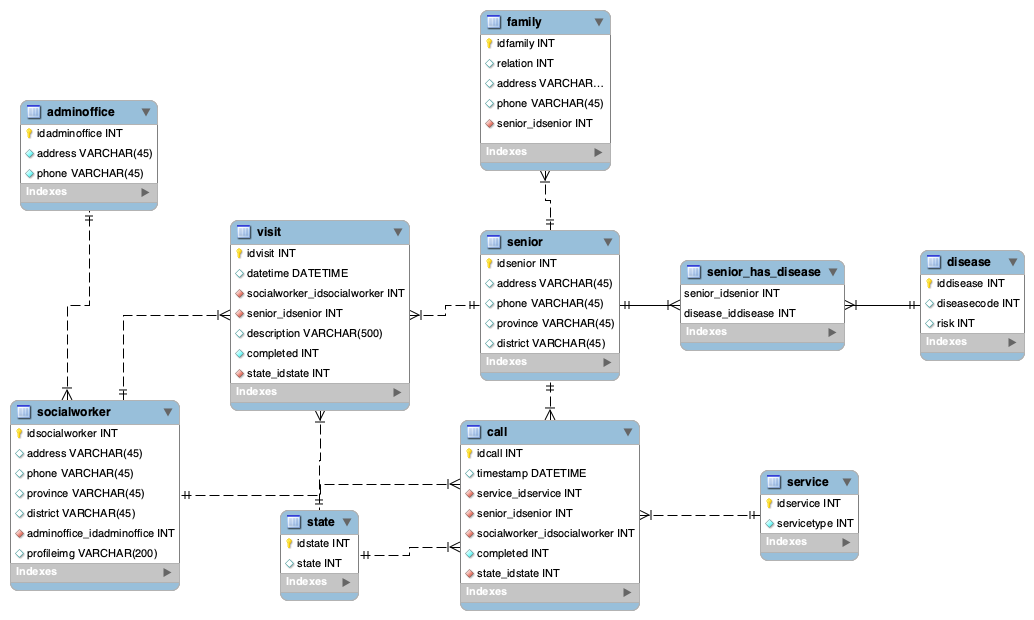 family
idfamily INT
relation INT
address VARCHAR...
phone VARCHAR(45)
senior_idsenior INT
Indexes
adminoffice
idadminoffice INT
address VARCHAR(45)
phone VARCHAR(45)
Indexes
visit
idvisit INT
datetime DATETIME
socialworker_idsocialworker INT
senior_idsenior INT
description VARCHAR(500)
completed INT
state_idstate INT
Indexes
senior
idsenior INT
address VARCHAR(45)
phone VARCHAR(45)
province VARCHAR(45)
district VARCHAR(45)
Indexes
senior_has_disease
senior_idsenior INT
disease_iddisease INT
Indexes
disease
iddisease INT
diseasecode INT
risk INT
Indexes
socialworker
idsocialworker INT
address VARCHAR(45)
phone VARCHAR(45)
province VARCHAR(45)
district VARCHAR(45)
adminoffice_idadminoffice INT
profileimg VARCHAR(200)
Indexes
state
idstate INT
state INT
Indexes
call
idcall INT
timestamp DATETIME
service_idservice INT
senior_idsenior INT
socialworker_idsocialworker INT
completed INT
state_idstate INT
Indexes
service
idservice INT
servicetype INT
Indexes